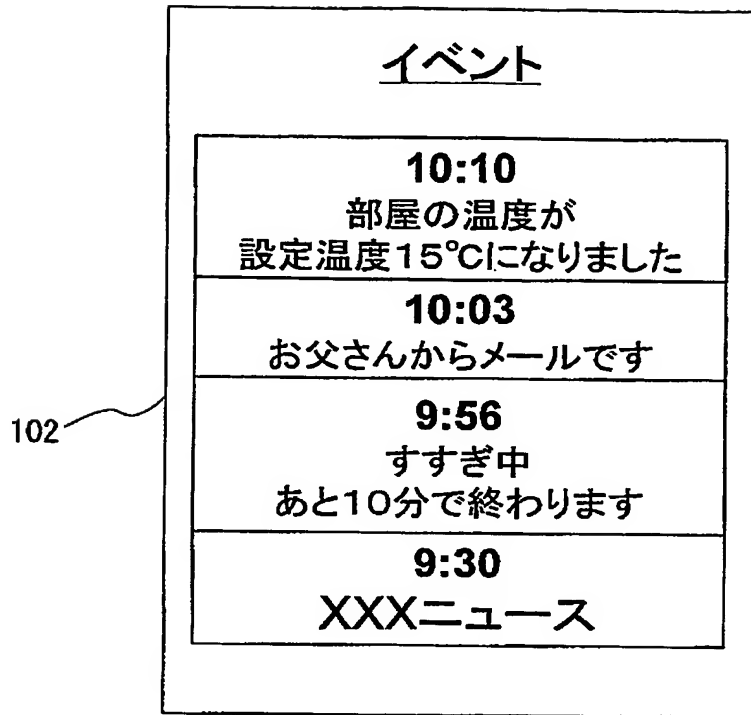 イベント
10:10
部屋の温度が
設定温度15℃になりました
10:03
お父さんからメールです
102
9:56
すすぎ中
あと10分で終わります
9:30
XXXニュース